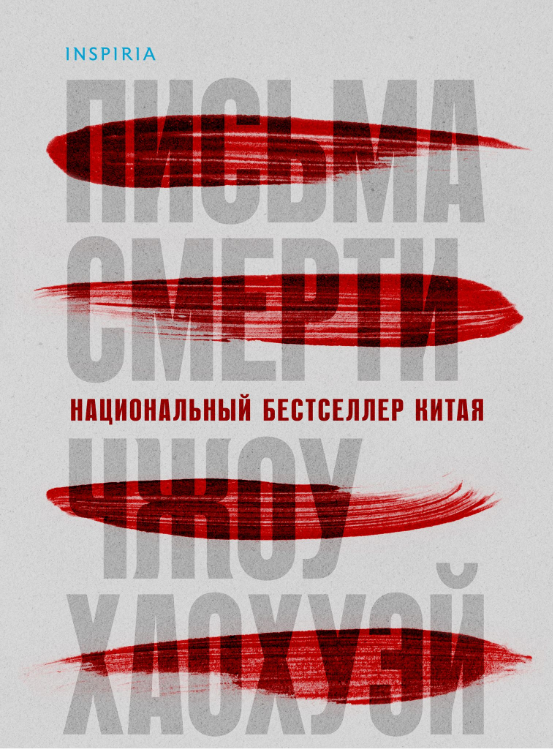 INSPIRIA
ПИСЬМА
СМЕРТИ
НАЦИОНАЛЬНЫЙ БЕСТСЕЛЛЕР КИТАЯ
ЧЖОУ
ХАОХУЭЙ